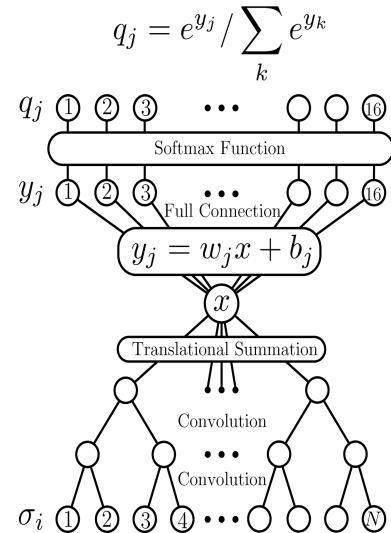 q_j = e^{y_j} / \sum_k e^{y_k}
q_j 1 2 3 ••• 16
Softmax Function
y_j 1 2 3 ••• 16
Full Connection
y_j = w_j x + b_j
x
Translational Summation
•••
Convolution
•••
Convolution
σ_i 1 2 3 4 ••• N